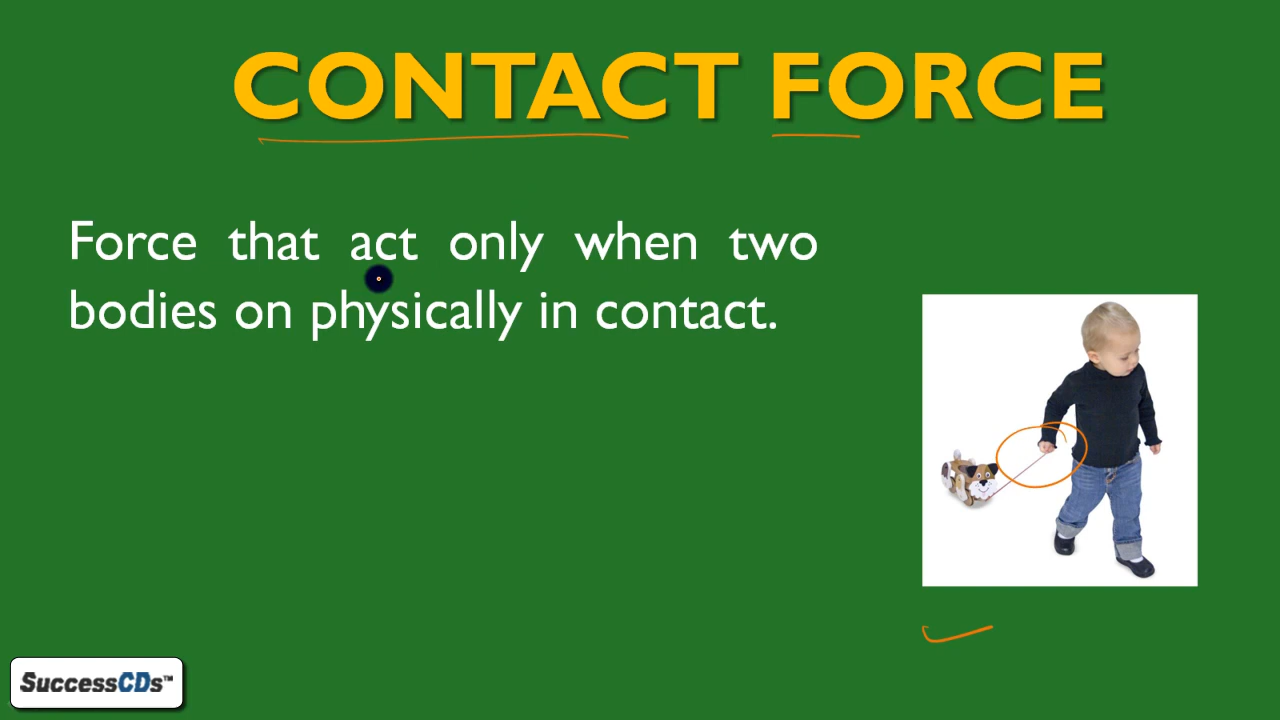 CONTACT FORCE
Force that act only when two
bodies on physically in contact.
SuccessCDs™